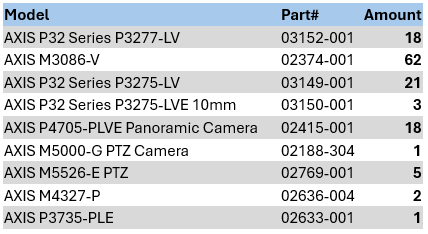 Model Part# Amount
AXIS P32 Series P3277-LV 03152-001 18
AXIS M3086-V 02374-001 62
AXIS P32 Series P3275-LV 03149-001 21
AXIS P32 Series P3275-LVE 10mm 03150-001 3
AXIS P4705-PLVE Panoramic Camera 02415-001 18
AXIS M5000-G PTZ Camera 02188-304 1
AXIS M5526-E PTZ 02769-001 5
AXIS M4327-P 02636-004 2
AXIS P3735-PLE 02633-001 1